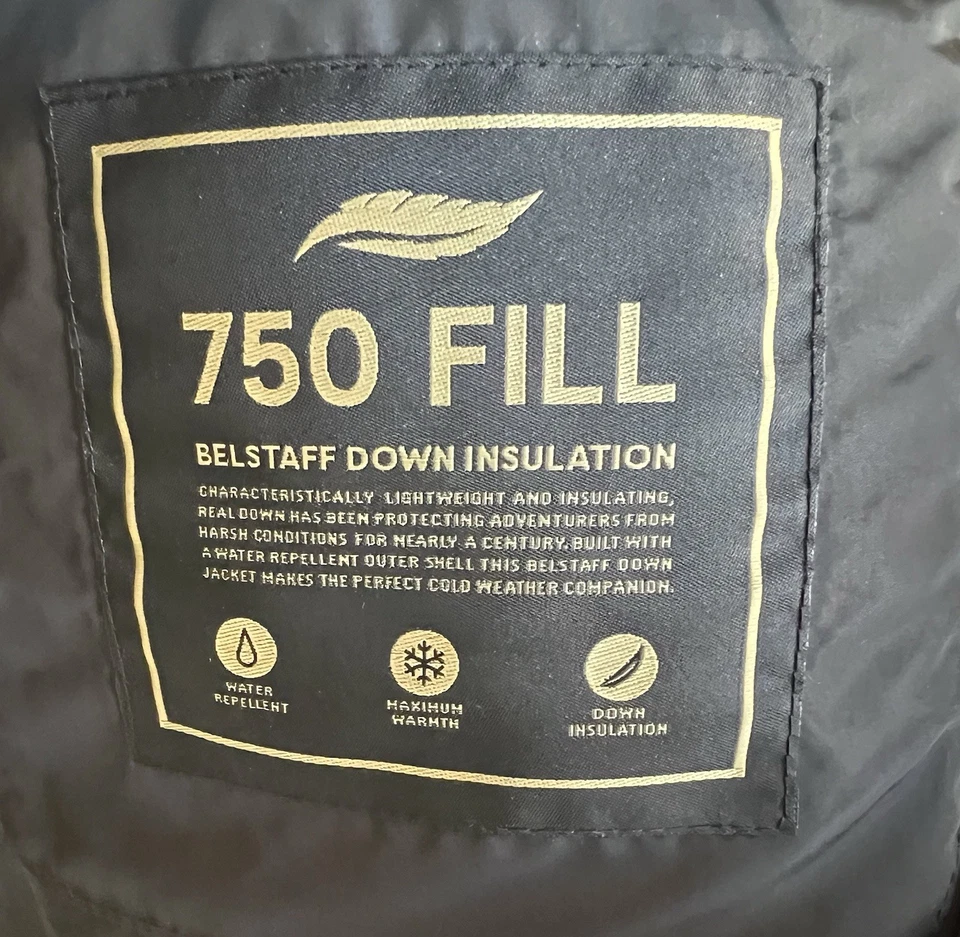 750 FILL
BELSTAFF DOWN INSULATION
CHARACTERISTICALLY LIGHTWEIGHT AND INSULATING,
REAL DOWN HAS BEEN PROTECTING ADVENTURERS FROM
HARSH CONDITIONS FOR NEARLY A CENTURY. BUILT WITH
A WATER REPELLENT OUTER SHELL THIS BELSTAFF DOWN
JACKET MAKES THE PERFECT COLD WEATHER COMPANION.
WATER
REPELLENT
MAXIMUM
WARMTH
DOWN
INSULATION